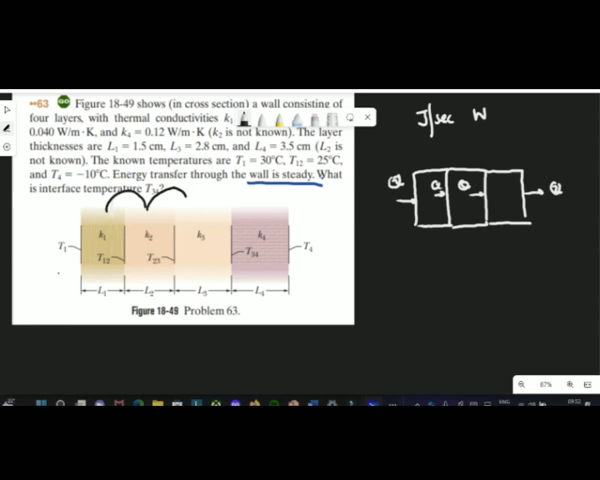 ••63 GO Figure 18-49 shows (in cross section) a wall consisting of
four layers, with thermal conductivities k₁
0.040 W/m·K, and k₄ = 0.12 W/m·K (k₂ is not known). The layer
thicknesses are L₁ = 1.5 cm, L₃ = 2.8 cm, and L₄ = 3.5 cm (L₂ is
not known). The known temperatures are T₁ = 30°C, T₁₂ = 25°C,
and T₄ = −10°C. Energy transfer through the wall is steady. What
is interface temperature T₃₄?
J/sec W
Q Q Q Q
k₁ k₂ k₃ k₄
T₁ T₁₂ T₂₃ T₃₄ T₄
L₁ L₂ L₃ L₄
Figure 18-49 Problem 63.
87%
ENG